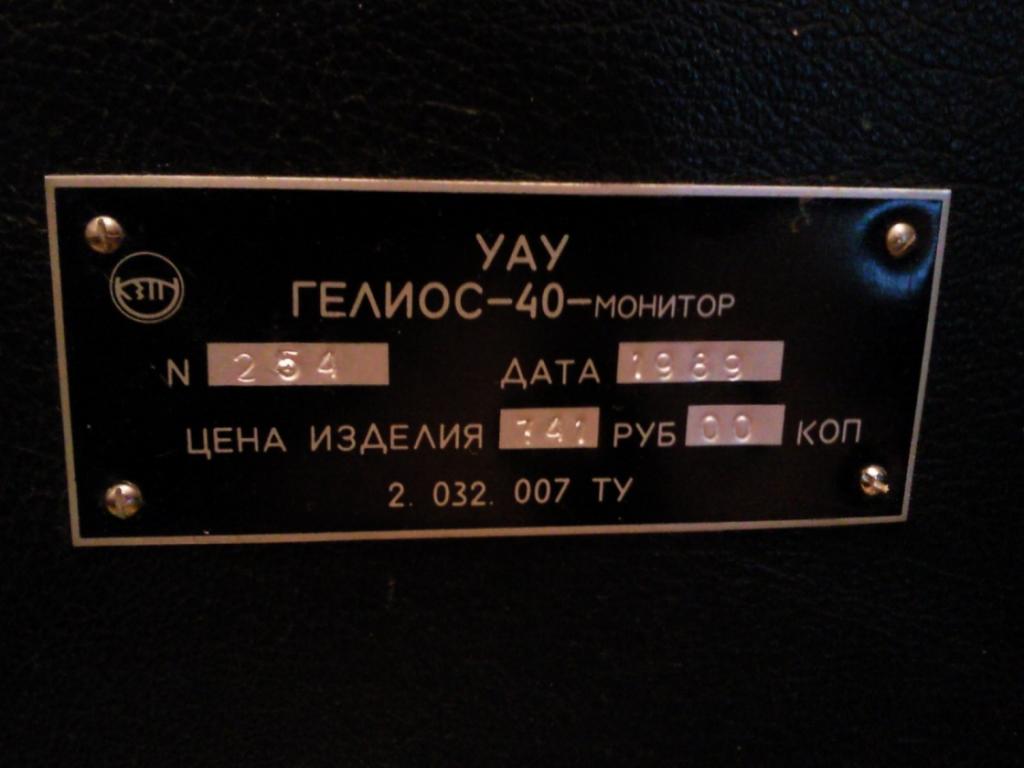 УАУ
ГЕЛИОС-40-МОНИТОР
N 254 ДАТА 1989
ЦЕНА ИЗДЕЛИЯ 741 РУБ 00 КОП
2. 032. 007 ТУ